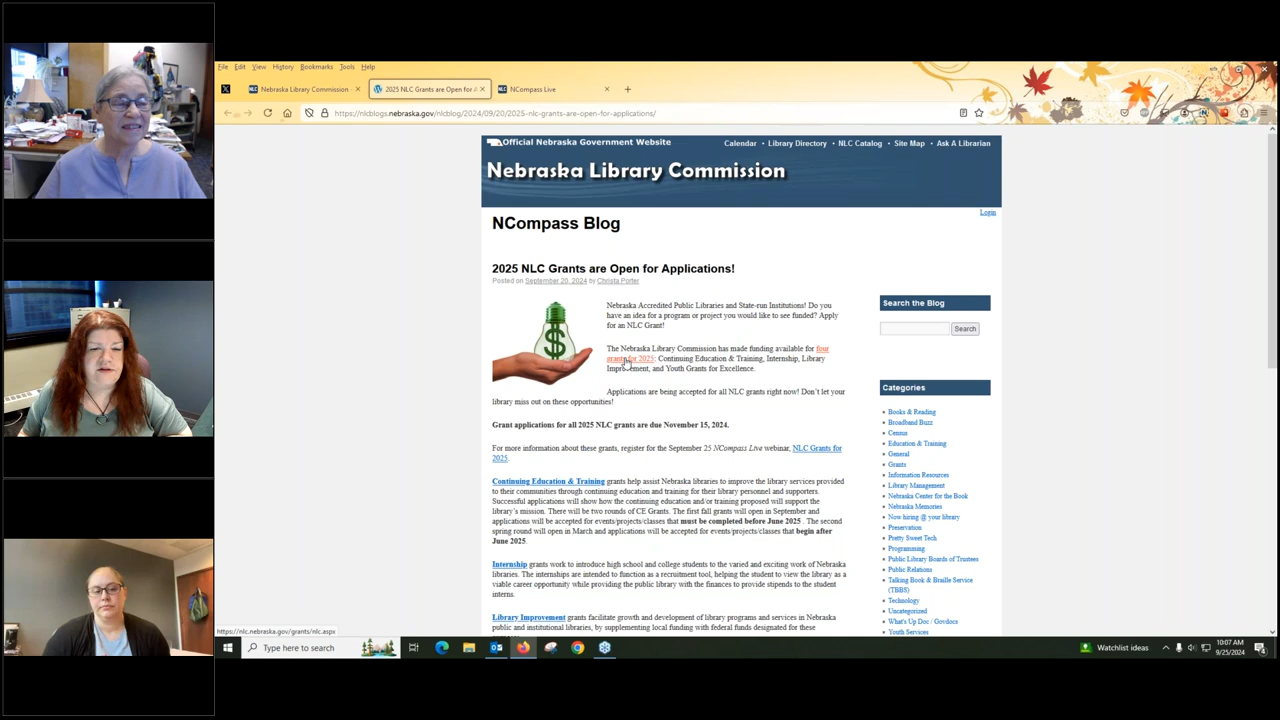 File Edit View History Bookmarks Tools Help
Nebraska Library Commission -
2025 NLC Grants are Open for A
NCompass Live
https://nlcblogs.nebraska.gov/nlcblog/2024/09/20/2025-nlc-grants-are-open-for-applications/
Official Nebraska Government Website
Calendar • Library Directory • NLC Catalog • Site Map • Ask A Librarian
Nebraska Library Commission
Login
NCompass Blog
2025 NLC Grants are Open for Applications!
Posted on September 20, 2024 by Christa Porter
Nebraska Accredited Public Libraries and State-run Institutions! Do you
have an idea for a program or project you would like to see funded? Apply
for an NLC Grant!
The Nebraska Library Commission has made funding available for four
grants for 2025: Continuing Education & Training, Internship, Library
Improvement, and Youth Grants for Excellence.
Applications are being accepted for all NLC grants right now! Don't let your
library miss out on these opportunities!
Grant applications for all 2025 NLC grants are due November 15, 2024.
For more information about these grants, register for the September 25 NCompass Live webinar, NLC Grants for
2025.
Continuing Education & Training grants help assist Nebraska libraries to improve the library services provided
to their communities through continuing education and training for their library personnel and supporters.
Successful applications will show how the continuing education and/or training proposed will support the
library's mission. There will be two rounds of CE Grants. The first fall grants will open in September and
applications will be accepted for events/projects/classes that must be completed before June 2025 . The second
spring round will open in March and applications will be accepted for events/projects/classes that begin after
June 2025.
Internship grants work to introduce high school and college students to the varied and exciting work of Nebraska
libraries. The internships are intended to function as a recruitment tool, helping the student to view the library as a
viable career opportunity while providing the public library with the finances to provide stipends to the student
interns.
Library Improvement grants facilitate growth and development of library programs and services in Nebraska
public and institutional libraries, by supplementing local funding with federal funds designated for these
Search the Blog
Search
Categories
Books & Reading
Broadband Buzz
Census
Education & Training
General
Grants
Information Resources
Library Management
Nebraska Center for the Book
Nebraska Memories
Now hiring @ your library
Preservation
Pretty Sweet Tech
Programming
Public Library Boards of Trustees
Public Relations
Talking Book & Braille Service
(TBBS)
Technology
Uncategorized
What's Up Doc / Govdocs
Youth Services
https://nlc.nebraska.gov/grants/nlc.aspx
Type here to search
Watchlist ideas
10:07 AM
9/25/2024